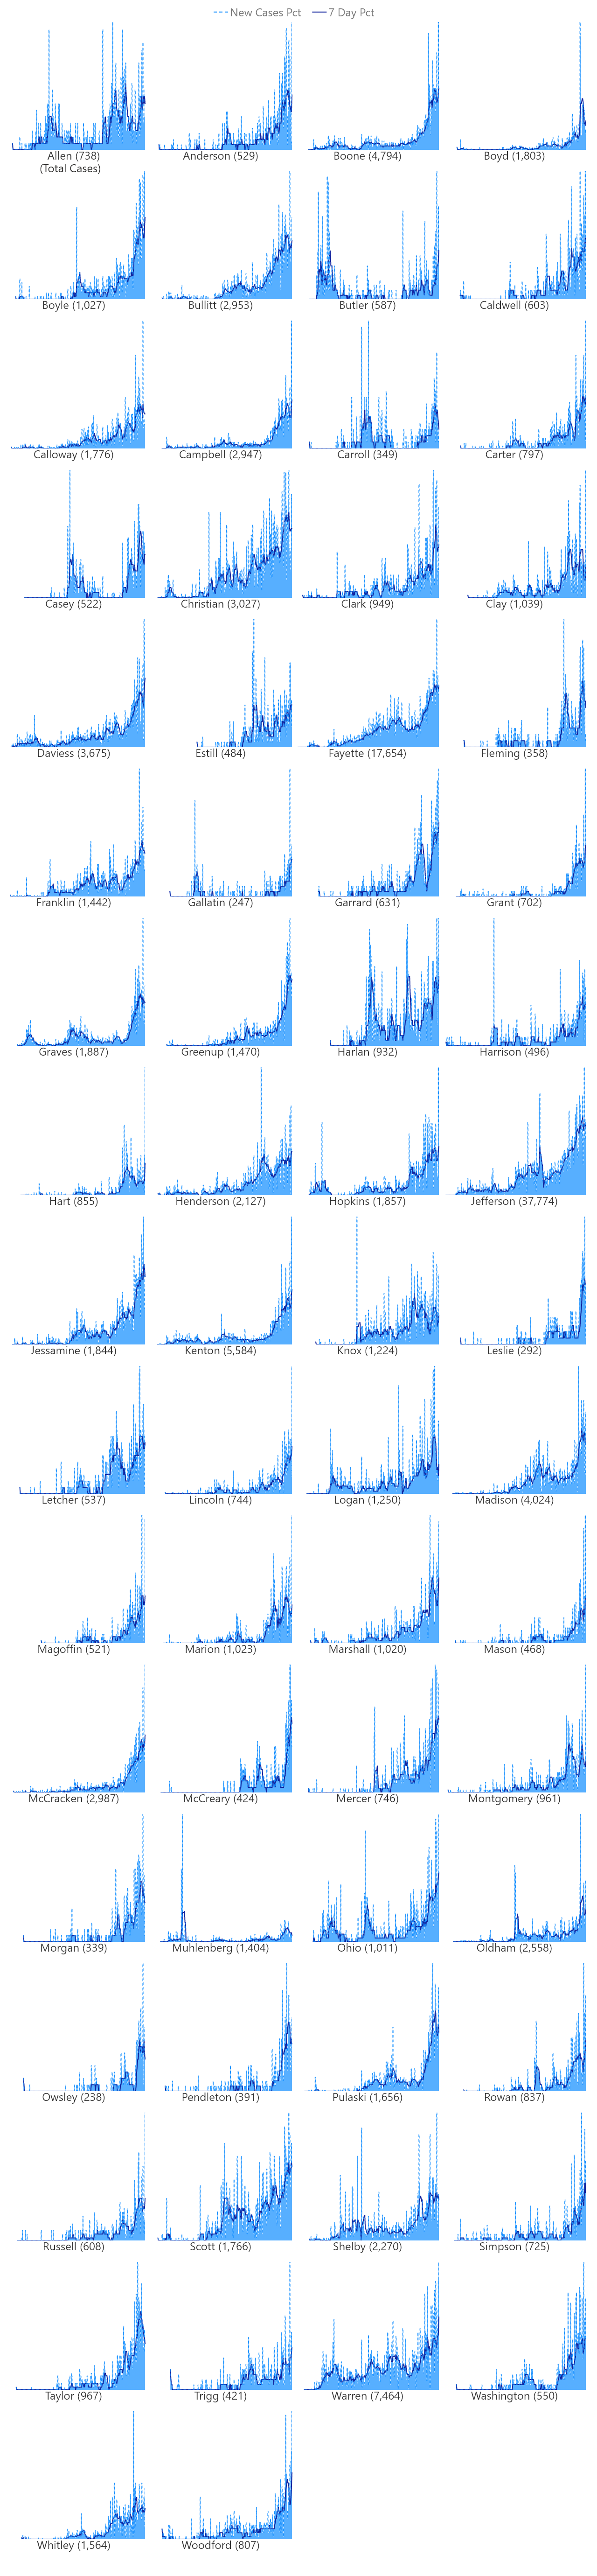 New Cases Pct 7 Day Pct
Allen (738) Anderson (529) Boone (4,794) Boyd (1,803)
(Total Cases)
Boyle (1,027) Bullitt (2,953) Butler (587) Caldwell (603)
Calloway (1,776) Campbell (2,947) Carroll (349) Carter (797)
Casey (522) Christian (3,027) Clark (949) Clay (1,039)
Daviess (3,675) Estill (484) Fayette (17,654) Fleming (358)
Franklin (1,442) Gallatin (247) Garrard (631) Grant (702)
Graves (1,887) Greenup (1,470) Harlan (932) Harrison (496)
Hart (855) Henderson (2,127) Hopkins (1,857) Jefferson (37,774)
Jessamine (1,844) Kenton (5,584) Knox (1,224) Leslie (292)
Letcher (537) Lincoln (744) Logan (1,250) Madison (4,024)
Magoffin (521) Marion (1,023) Marshall (1,020) Mason (468)
McCracken (2,987) McCreary (424) Mercer (746) Montgomery (961)
Morgan (339) Muhlenberg (1,404) Ohio (1,011) Oldham (2,558)
Owsley (238) Pendleton (391) Pulaski (1,656) Rowan (837)
Russell (608) Scott (1,766) Shelby (2,270) Simpson (725)
Taylor (967) Trigg (421) Warren (7,464) Washington (550)
Whitley (1,564) Woodford (807)